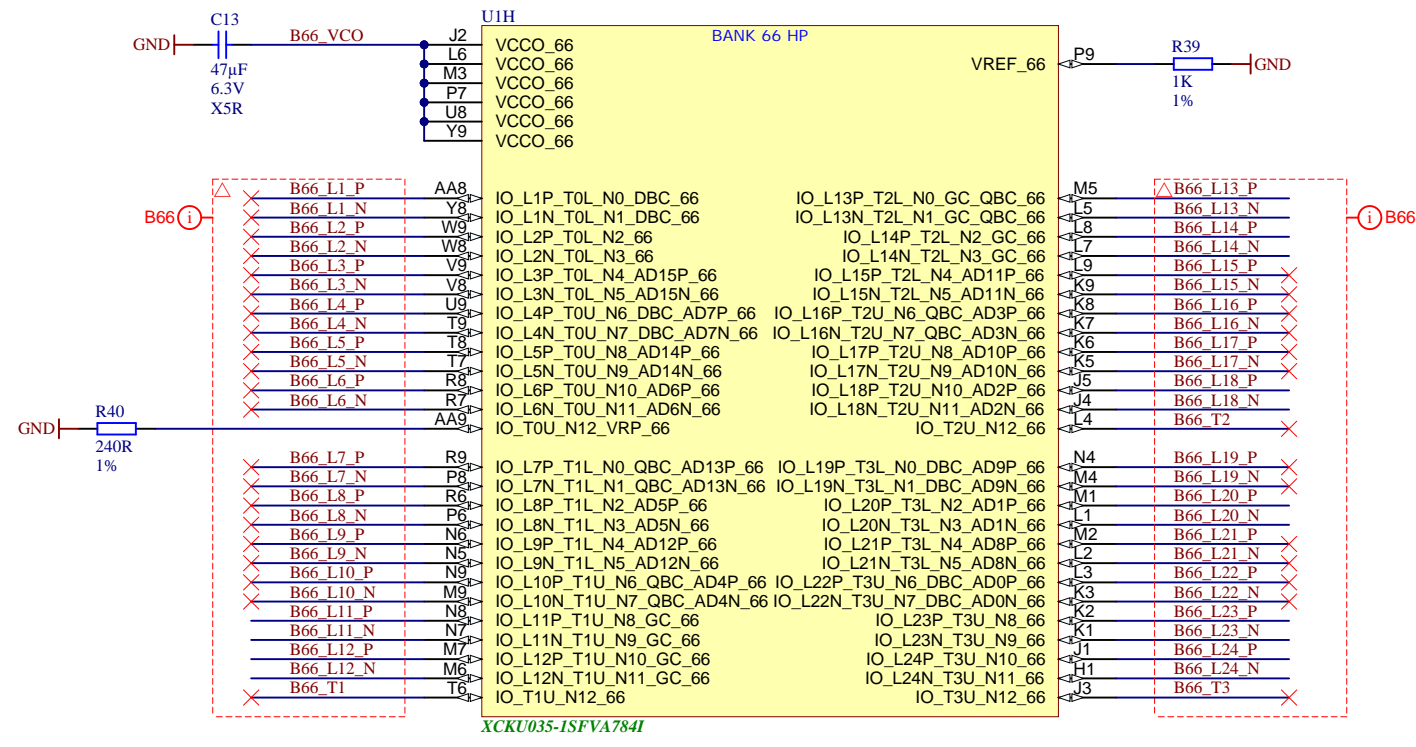 U1H
BANK 66 HP
C13
GND
47µF
6.3V
X5R
B66_VCO
J2 VCCO_66
L6 VCCO_66
M3 VCCO_66
P7 VCCO_66
U8 VCCO_66
Y9 VCCO_66
VREF_66 P9
R39
1K
1%
GND
B66 i
B66_L1_P AA8 IO_L1P_T0L_N0_DBC_66
B66_L1_N Y8 IO_L1N_T0L_N1_DBC_66
B66_L2_P W9 IO_L2P_T0L_N2_66
B66_L2_N W8 IO_L2N_T0L_N3_66
B66_L3_P V9 IO_L3P_T0L_N4_AD15P_66
B66_L3_N V8 IO_L3N_T0L_N5_AD15N_66
B66_L4_P U9 IO_L4P_T0U_N6_DBC_AD7P_66
B66_L4_N T9 IO_L4N_T0U_N7_DBC_AD7N_66
B66_L5_P T8 IO_L5P_T0U_N8_AD14P_66
B66_L5_N T7 IO_L5N_T0U_N9_AD14N_66
B66_L6_P R8 IO_L6P_T0U_N10_AD6P_66
B66_L6_N R7 IO_L6N_T0U_N11_AD6N_66
GND
R40
240R
1%
AA9 IO_T0U_N12_VRP_66
B66_L7_P R9 IO_L7P_T1L_N0_QBC_AD13P_66
B66_L7_N P8 IO_L7N_T1L_N1_QBC_AD13N_66
B66_L8_P R6 IO_L8P_T1L_N2_AD5P_66
B66_L8_N P6 IO_L8N_T1L_N3_AD5N_66
B66_L9_P N6 IO_L9P_T1L_N4_AD12P_66
B66_L9_N N5 IO_L9N_T1L_N5_AD12N_66
B66_L10_P N9 IO_L10P_T1U_N6_QBC_AD4P_66
B66_L10_N M9 IO_L10N_T1U_N7_QBC_AD4N_66
B66_L11_P N8 IO_L11P_T1U_N8_GC_66
B66_L11_N N7 IO_L11N_T1U_N9_GC_66
B66_L12_P M7 IO_L12P_T1U_N10_GC_66
B66_L12_N M6 IO_L12N_T1U_N11_GC_66
B66_T1 T6 IO_T1U_N12_66
IO_L13P_T2L_N0_GC_QBC_66 M5 B66_L13_P
IO_L13N_T2L_N1_GC_QBC_66 L5 B66_L13_N
IO_L14P_T2L_N2_GC_66 L8 B66_L14_P
IO_L14N_T2L_N3_GC_66 L7 B66_L14_N
IO_L15P_T2L_N4_AD11P_66 L9 B66_L15_P
IO_L15N_T2L_N5_AD11N_66 K9 B66_L15_N
IO_L16P_T2U_N6_QBC_AD3P_66 K8 B66_L16_P
IO_L16N_T2U_N7_QBC_AD3N_66 K7 B66_L16_N
IO_L17P_T2U_N8_AD10P_66 K6 B66_L17_P
IO_L17N_T2U_N9_AD10N_66 K5 B66_L17_N
IO_L18P_T2U_N10_AD2P_66 J5 B66_L18_P
IO_L18N_T2U_N11_AD2N_66 J4 B66_L18_N
IO_T2U_N12_66 L4 B66_T2
IO_L19P_T3L_N0_DBC_AD9P_66 N4 B66_L19_P
IO_L19N_T3L_N1_DBC_AD9N_66 M4 B66_L19_N
IO_L20P_T3L_N2_AD1P_66 M1 B66_L20_P
IO_L20N_T3L_N3_AD1N_66 L1 B66_L20_N
IO_L21P_T3L_N4_AD8P_66 M2 B66_L21_P
IO_L21N_T3L_N5_AD8N_66 L2 B66_L21_N
IO_L22P_T3U_N6_DBC_AD0P_66 L3 B66_L22_P
IO_L22N_T3U_N7_DBC_AD0N_66 K3 B66_L22_N
IO_L23P_T3U_N8_66 K2 B66_L23_P
IO_L23N_T3U_N9_66 K1 B66_L23_N
IO_L24P_T3U_N10_66 J1 B66_L24_P
IO_L24N_T3U_N11_66 H1 B66_L24_N
IO_T3U_N12_66 J3 B66_T3
i B66
XCKU035-1SFVA784I